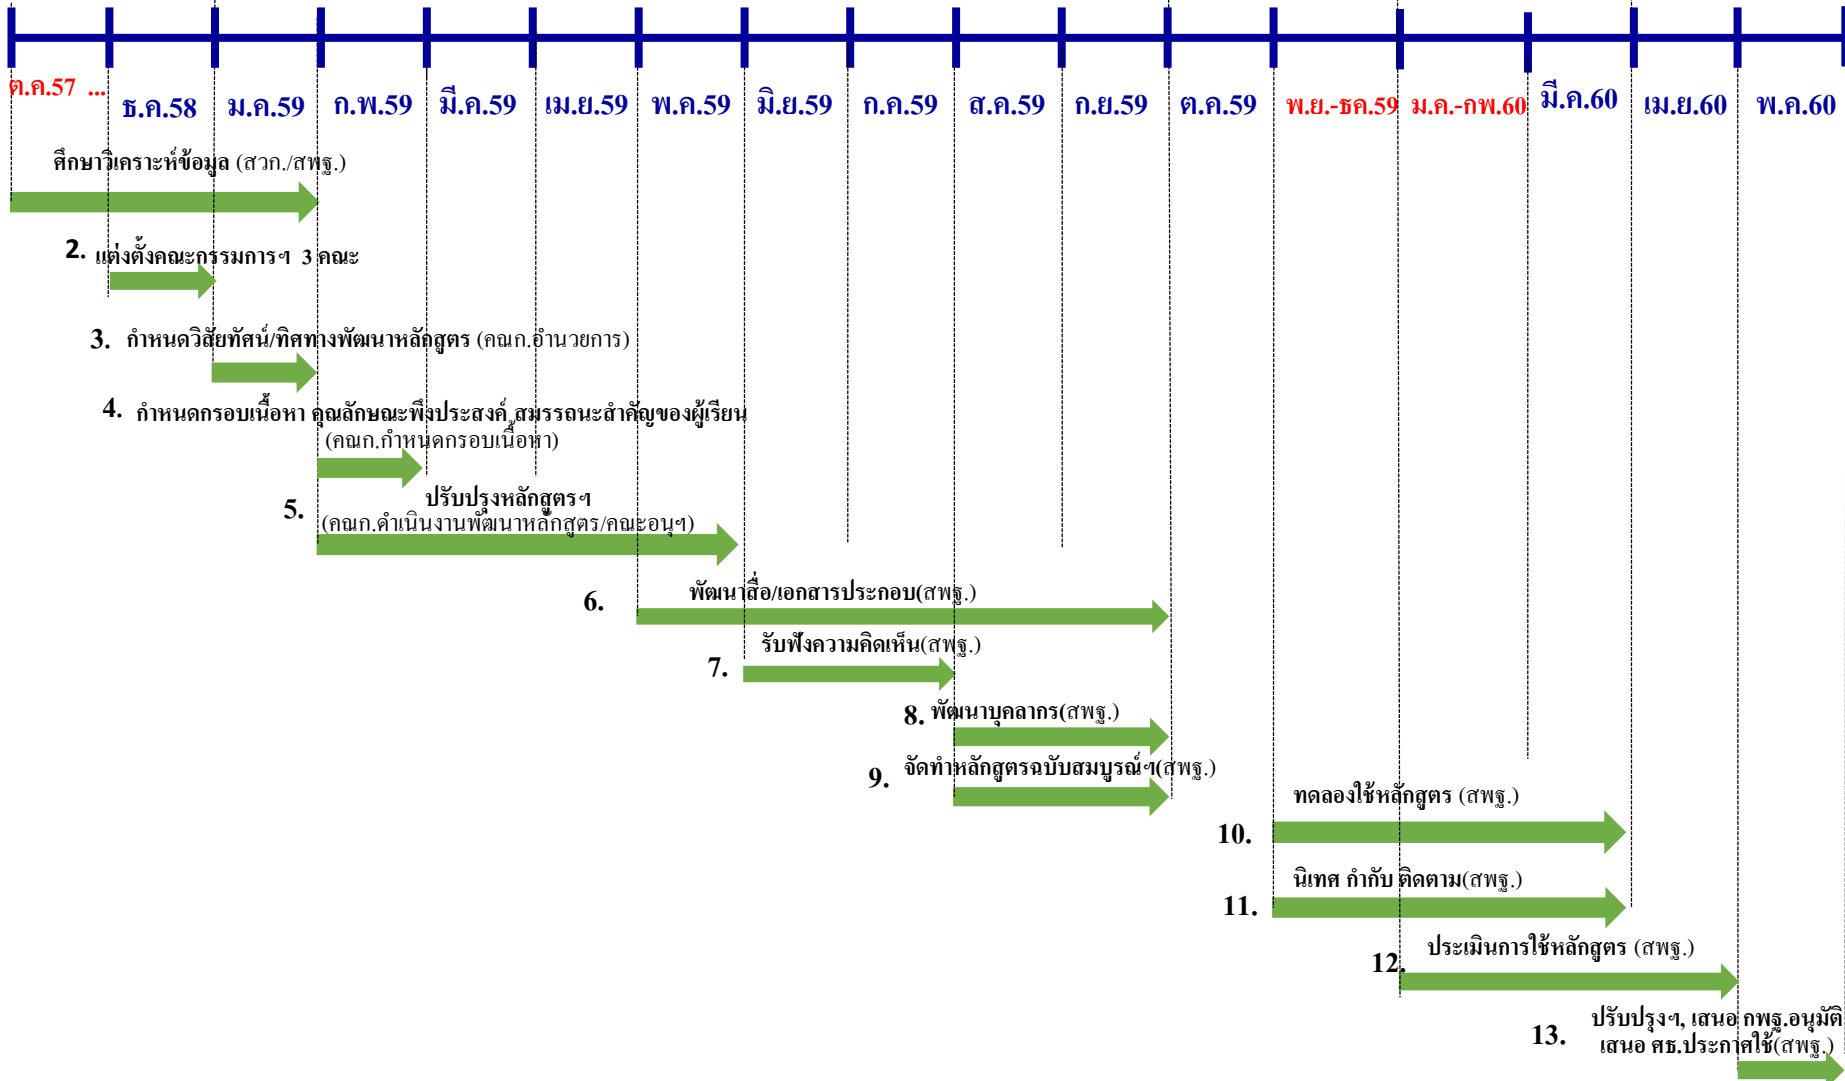 ต.ค.57 ...
ธ.ค.58
ม.ค.59
ก.พ.59
มี.ค.59
เม.ย.59
พ.ค.59
มิ.ย.59
ก.ค.59
ส.ค.59
ก.ย.59
ต.ค.59
พ.ย.-ธค.59
ม.ค.-กพ.60
มี.ค.60
เม.ย.60
พ.ค.60
ศึกษาวิเคราะห์ข้อมูล (สวก./สพฐ.)
2. แต่งตั้งคณะกรรมการฯ 3 คณะ
3. กำหนดวิสัยทัศน์/ทิศทางพัฒนาหลักสูตร (คณก.อำนวยการ)
4. กำหนดกรอบเนื้อหา คุณลักษณะพึงประสงค์ สมรรถนะสำคัญของผู้เรียน
(คณก.กำหนดกรอบเนื้อหา)
5. ปรับปรุงหลักสูตรฯ
(คณก.ดำเนินงานพัฒนาหลักสูตร/คณะอนุฯ)
6. พัฒนาสื่อ/เอกสารประกอบ(สพฐ.)
7. รับฟังความคิดเห็น(สพฐ.)
8. พัฒนาบุคลากร(สพฐ.)
9. จัดทำหลักสูตรฉบับสมบูรณ์ฯ(สพฐ.)
10. ทดลองใช้หลักสูตร (สพฐ.)
11. นิเทศ กำกับ ติดตาม(สพฐ.)
12. ประเมินการใช้หลักสูตร (สพฐ.)
13. ปรับปรุงฯ, เสนอ กพฐ.อนุมัติ
เสนอ ศธ.ประกาศใช้(สพฐ.)